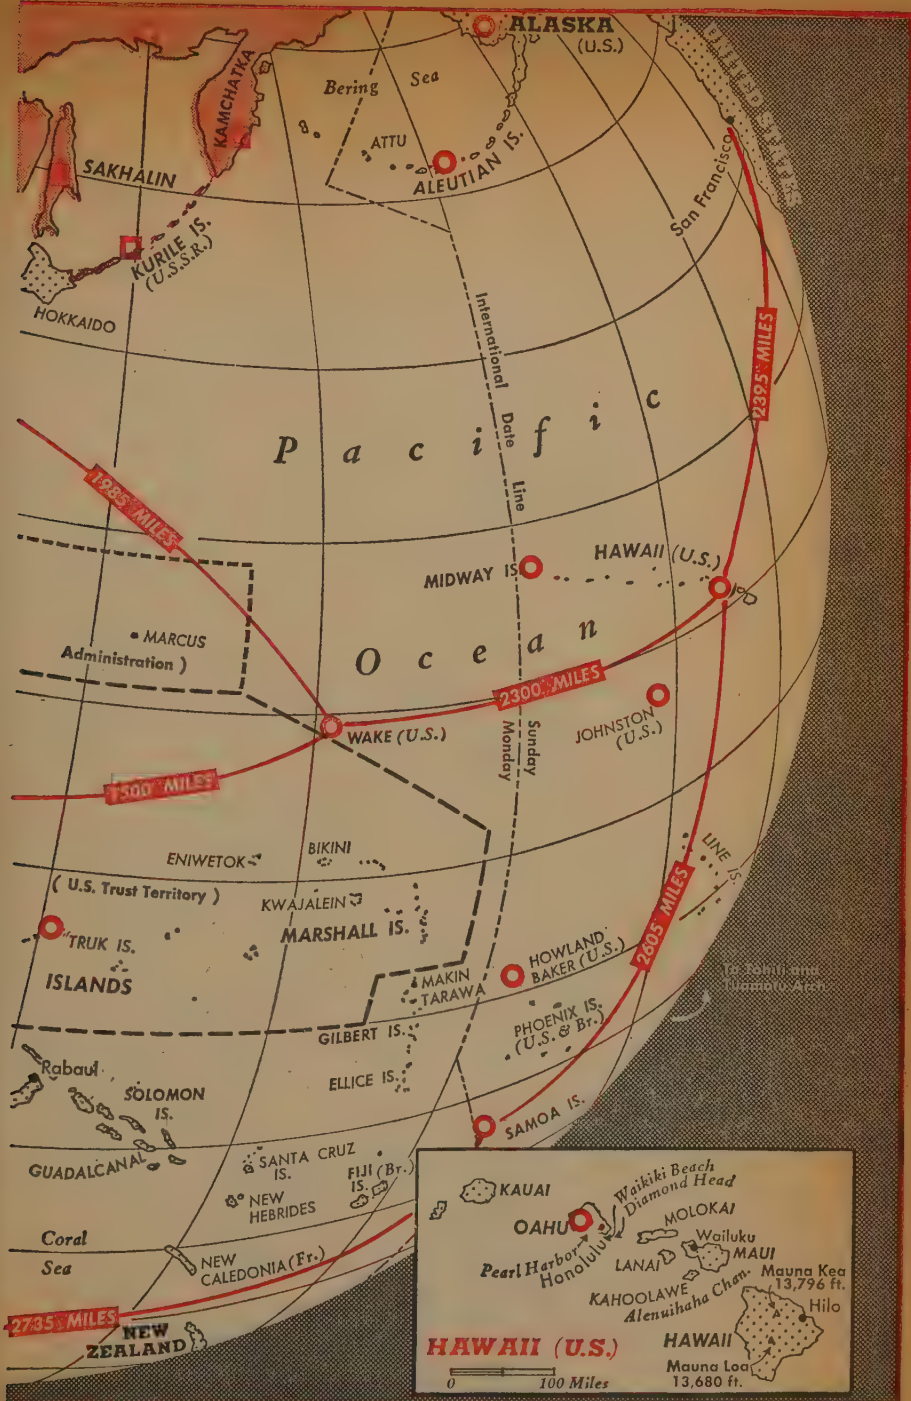 ALASKA
(U.S.)
UNITED STATES
KAMCHATKA
Bering Sea
ATTU
ALEUTIAN IS.
SAKHALIN
San Francisco
KURILE IS.
(U.S.S.R.)
HOKKAIDO
International Date Line
2395 MILES
Pacific
1985 MILES
MIDWAY IS.
HAWAII (U.S.)
MARCUS
Administration )
Ocean
2300 MILES
WAKE (U.S.)
Monday
Sunday
JOHNSTON
(U.S.)
1500 MILES
ENIWETOK
BIKINI
LINE IS.
( U.S. Trust Territory )
KWAJALEIN
MARSHALL IS.
2605 MILES
TRUK IS.
HOWLAND
BAKER (U.S.)
ISLANDS
MAKIN
TARAWA
To Tahiti and
Tuamotu Arch.
PHOENIX IS.
(U.S. & Br.)
GILBERT IS.
Rabaul
ELLICE IS.
SOLOMON
IS.
SAMOA IS.
GUADALCANAL
SANTA CRUZ
IS.
FIJI (Br.)
IS.
NEW
HEBRIDES
Coral
Sea
NEW
CALEDONIA (Fr.)
2735 MILES
NEW
ZEALAND
KAUAI
Waikiki Beach
Diamond Head
OAHU
MOLOKAI
Pearl Harbor
Honolulu
Wailuku
LANAI
MAUI
KAHOOLAWE
Alenuihaha Chan.
Mauna Kea
13,796 ft.
Hilo
HAWAII
HAWAII (U.S.)
Mauna Loa
13,680 ft.
0 100 Miles